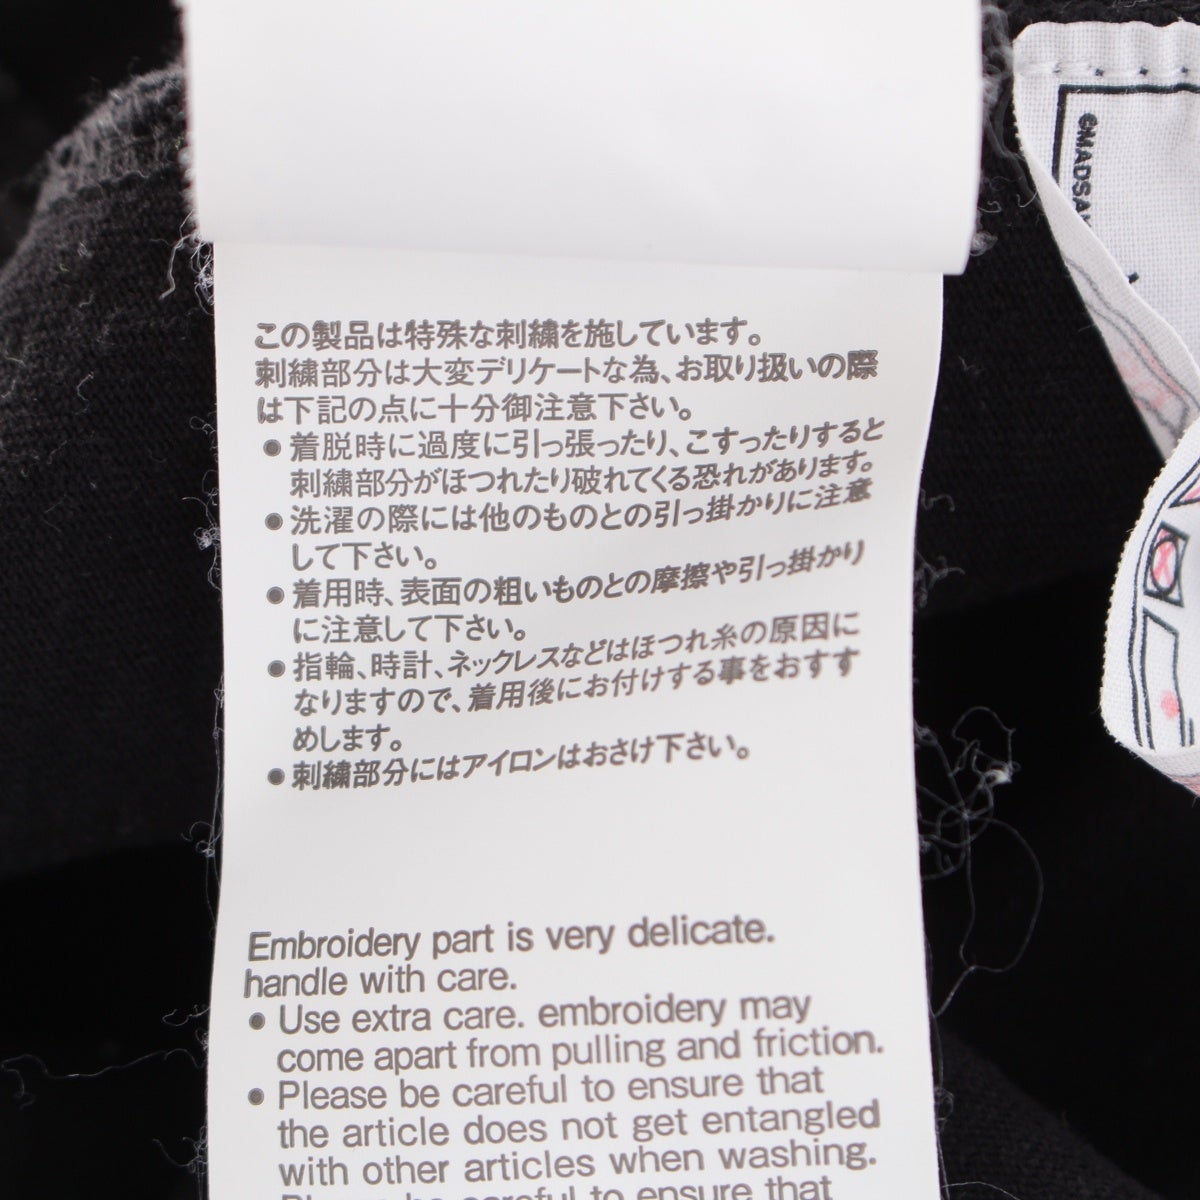 この製品は特殊な刺繍を施しています。
刺繍部分は大変デリケートな為、お取り扱いの際
は下記の点に十分御注意下さい。
●着脱時に過度に引っ張ったり、こすったりすると
刺繍部分がほつれたり破れてくる恐れがあります。
●洗濯の際には他のものとの引っ掛かりに注意
して下さい。
●着用時、表面の粗いものとの摩擦や引っ掛かり
に注意して下さい。
●指輪、時計、ネックレスなどはほつれ糸の原因に
なりますので、着用後にお付けする事をおすす
めします。
●刺繍部分にはアイロンはおさけ下さい。
Embroidery part is very delicate.
handle with care.
● Use extra care. embroidery may
come apart from pulling and friction.
● Please be careful to ensure that
the article does not get entangled
with other articles when washing.
Please be careful to ensure that
©MADSA